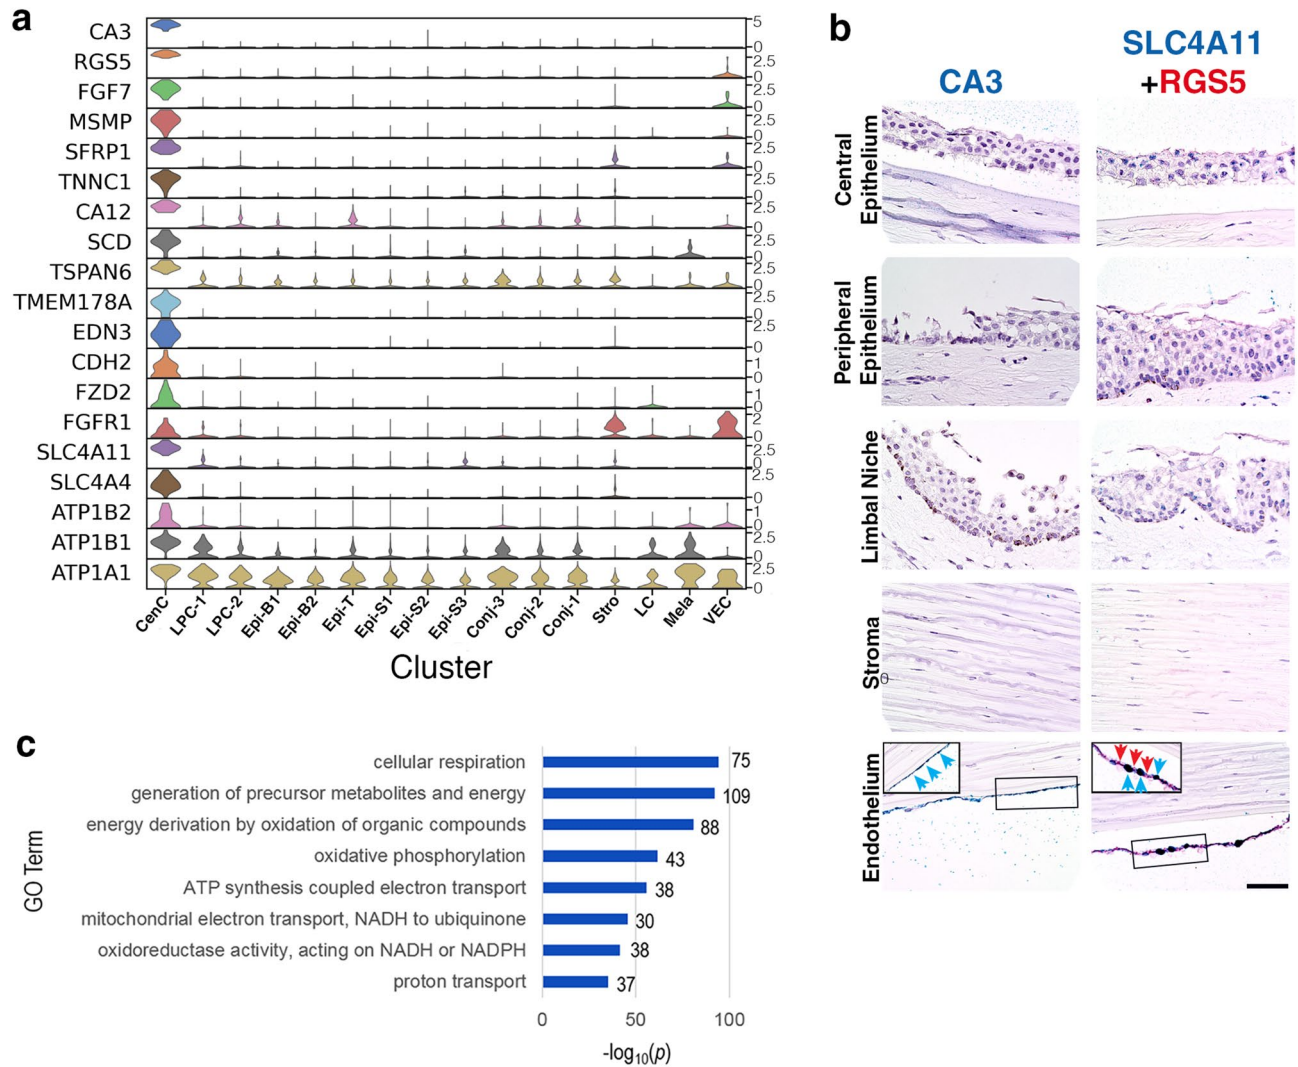 a
CA3
RGS5
FGF7
MSMP
SFRP1
TNNC1
CA12
SCD
TSPAN6
TMEM178A
EDN3
CDH2
FZD2
FGFR1
SLC4A11
SLC4A4
ATP1B2
ATP1B1
ATP1A1
5
0
2.5
0
2.5
0
2.5
0
2.5
0
2.5
0
2.5
0
2.5
0
2.5
0
2.5
0
2.5
0
1
0
1
0
2
0
2.5
0
2.5
0
1
0
2.5
0
2.5
0
CenC
LPC-1
LPC-2
Epi-B1
Epi-B2
Epi-T
Epi-S1
Epi-S2
Epi-S3
Conj-3
Conj-2
Conj-1
Stro
LC
Mela
VEC
Cluster
b
CA3
SLC4A11
+RGS5
Central
Epithelium
Peripheral
Epithelium
Limbal Niche
Stroma
Endothelium
c
GO Term
cellular respiration 75
generation of precursor metabolites and energy 109
energy derivation by oxidation of organic compounds 88
oxidative phosphorylation 43
ATP synthesis coupled electron transport 38
mitochondrial electron transport, NADH to ubiquinone 30
oxidoreductase activity, acting on NADH or NADPH 38
proton transport 37
0 50 100
-log10(p)